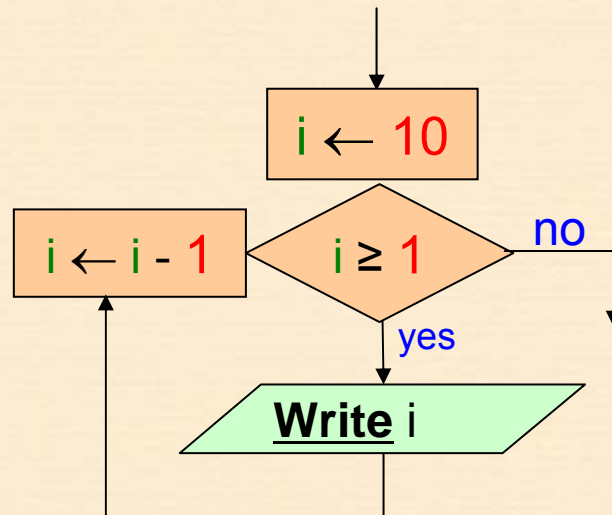 i ← 10
i ← i - 1
i ≥ 1
no
yes
Write i